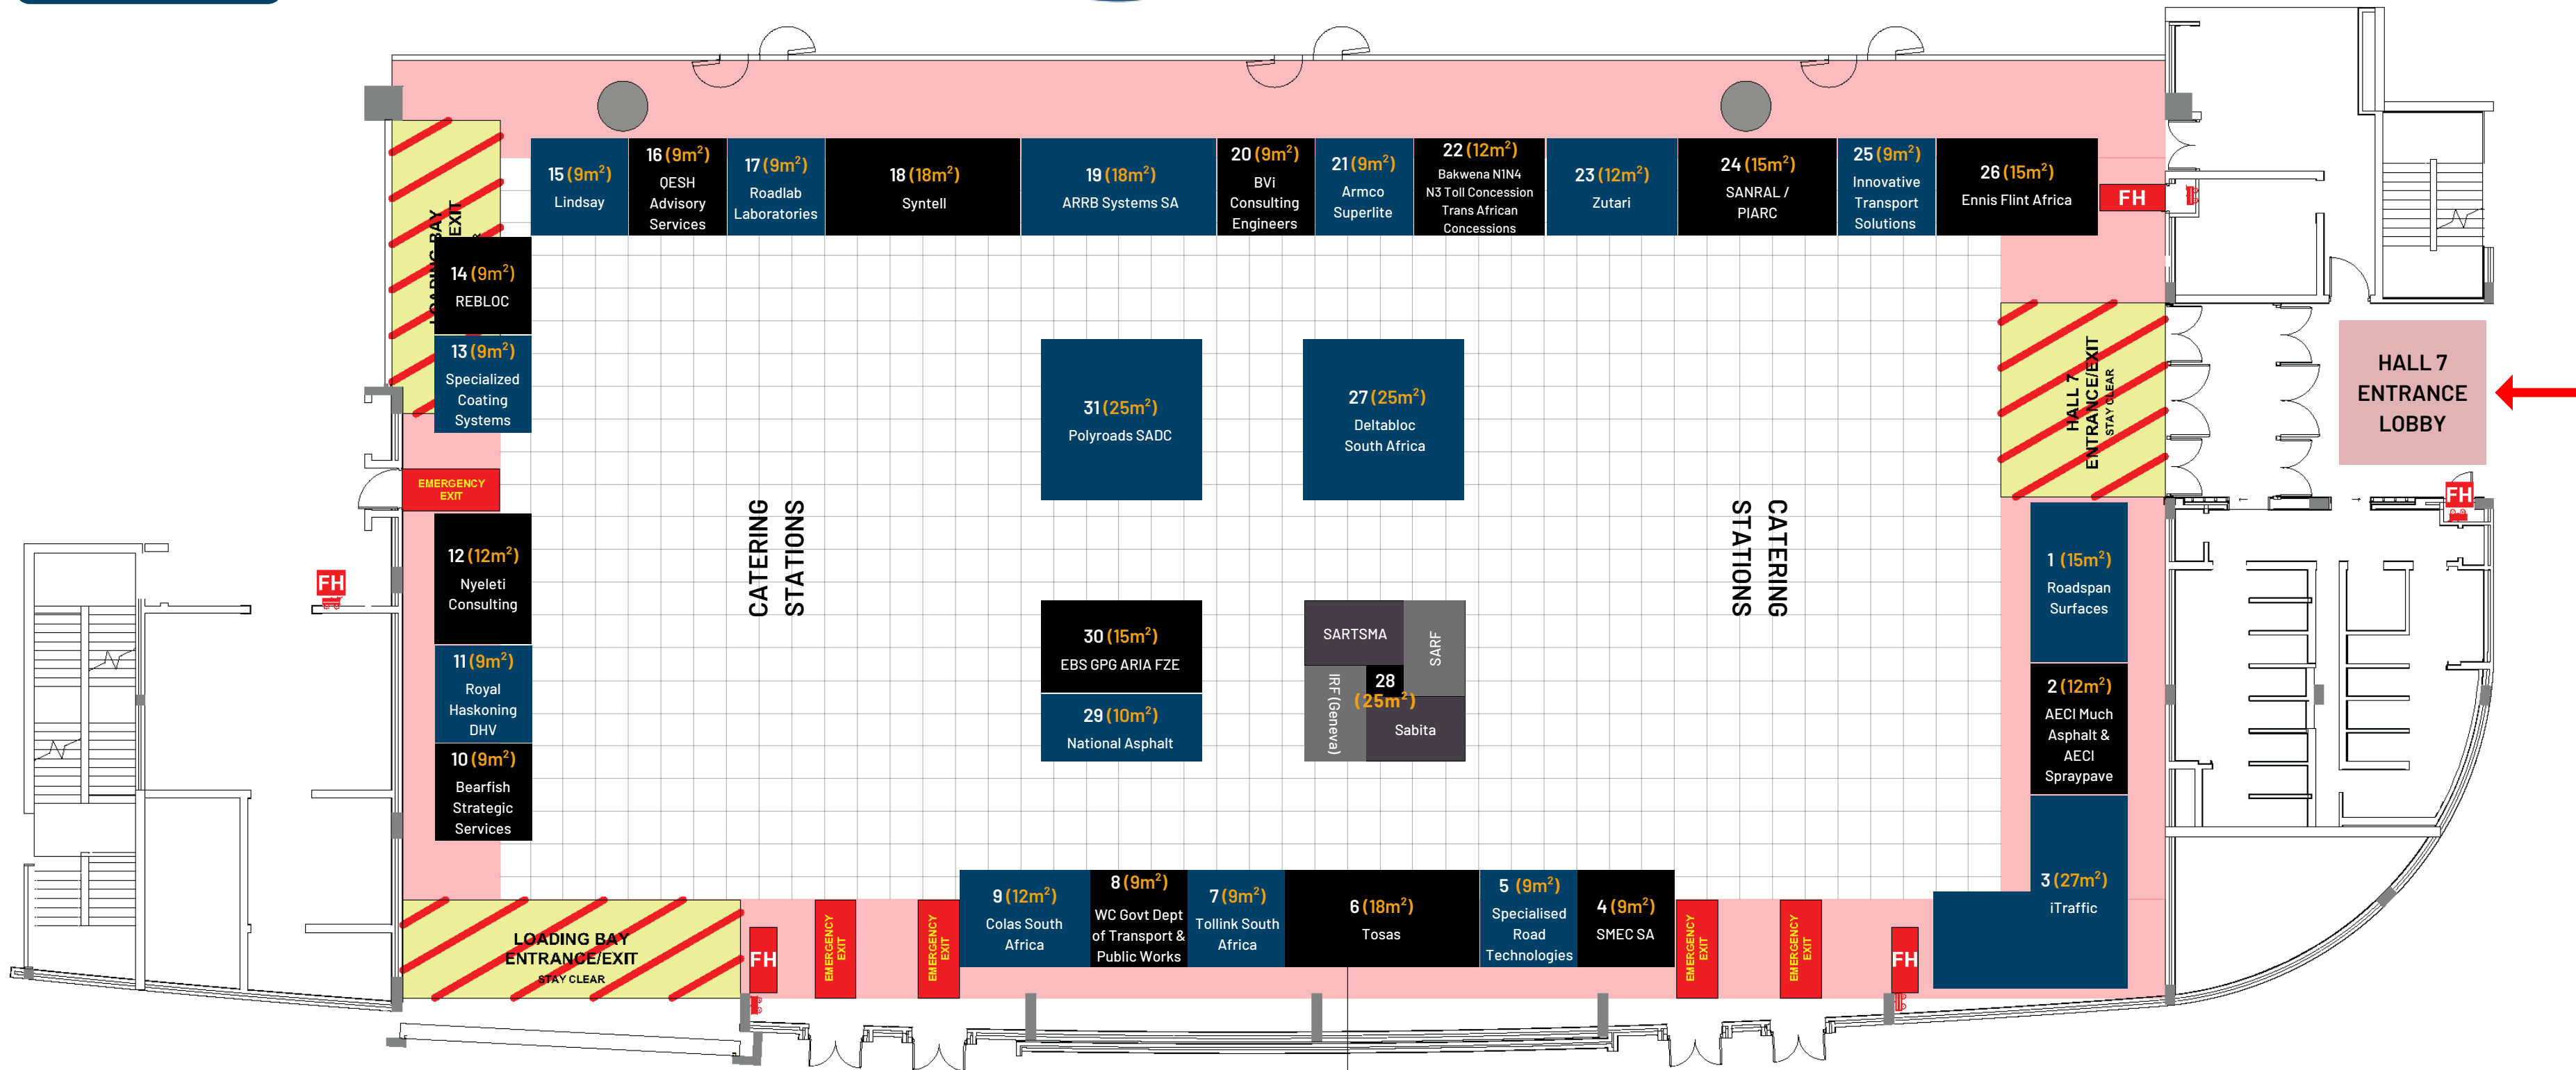 15 (9m²)
Lindsay
16 (9m²)
QESH
Advisory
Services
17 (9m²)
Roadlab
Laboratories
18 (18m²)
Syntell
19 (18m²)
ARRB Systems SA
20 (9m²)
BVi
Consulting
Engineers
21 (9m²)
Armco
Superlite
22 (12m²)
Bakwena N1N4
N3 Toll Concession
Trans African
Concessions
23 (12m²)
Zutari
24 (15m²)
SANRAL /
PIARC
25 (9m²)
Innovative
Transport
Solutions
26 (15m²)
Ennis Flint Africa
FH
LOADING BAY
EXIT
14 (9m²)
REBLOC
13 (9m²)
Specialized
Coating
Systems
EMERGENCY
EXIT
31 (25m²)
Polyroads SADC
27 (25m²)
Deltabloc
South Africa
HALL 7
ENTRANCE/EXIT
STAY CLEAR
HALL 7
ENTRANCE
LOBBY
FH
CATERING
STATIONS
CATERING
STATIONS
FH
12 (12m²)
Nyeleti
Consulting
11 (9m²)
Royal
Haskoning
DHV
10 (9m²)
Bearfish
Strategic
Services
30 (15m²)
EBS GPG ARIA FZE
29 (10m²)
National Asphalt
SARTSMA
SARF
28
(25m²)
IRF (Geneva)
Sabita
1 (15m²)
Roadspan
Surfaces
2 (12m²)
AECI Much
Asphalt &
AECI
Spraypave
3 (27m²)
iTraffic
LOADING BAY
ENTRANCE/EXIT
STAY CLEAR
FH
EMERGENCY
EXIT
EMERGENCY
EXIT
9 (12m²)
Colas South
Africa
8 (9m²)
WC Govt Dept
of Transport &
Public Works
7 (9m²)
Tollink South
Africa
6 (18m²)
Tosas
5 (9m²)
Specialised
Road
Technologies
4 (9m²)
SMEC SA
EMERGENCY
EXIT
EMERGENCY
EXIT
FH